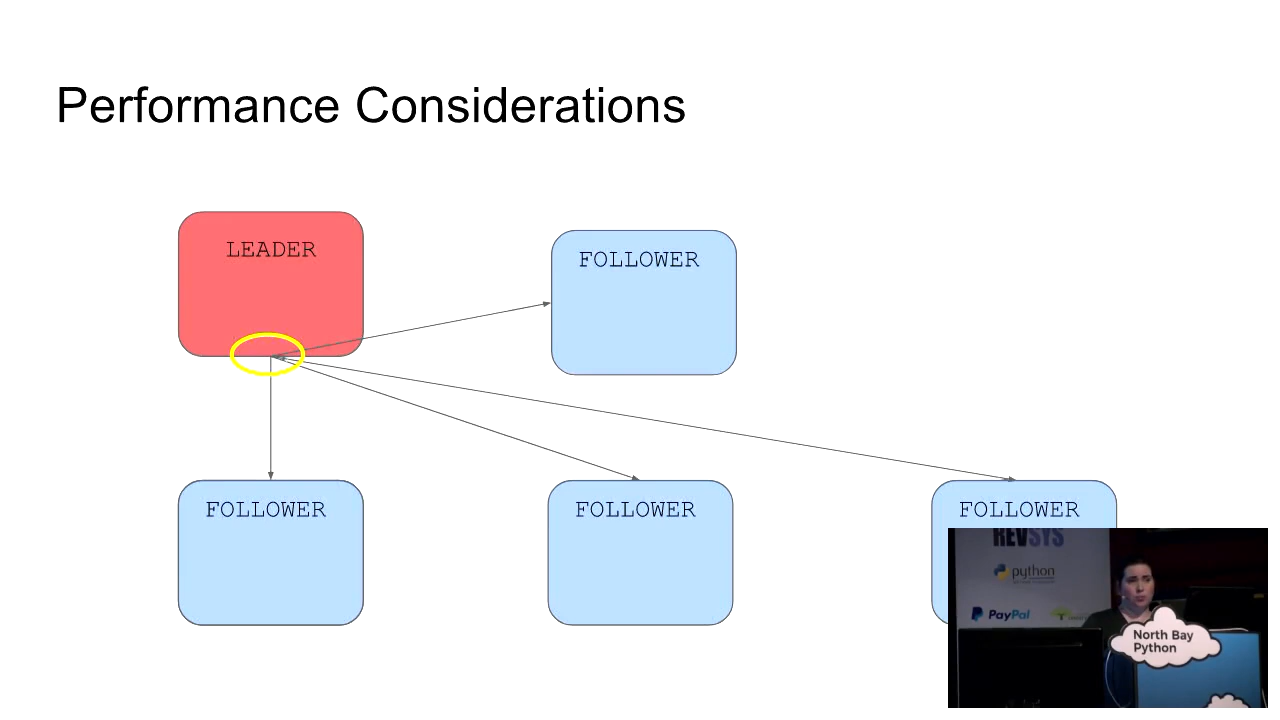 Performance Considerations
LEADER
FOLLOWER
FOLLOWER
FOLLOWER
FOLLOWER
REVSYS
python
PayPal
North Bay
Python